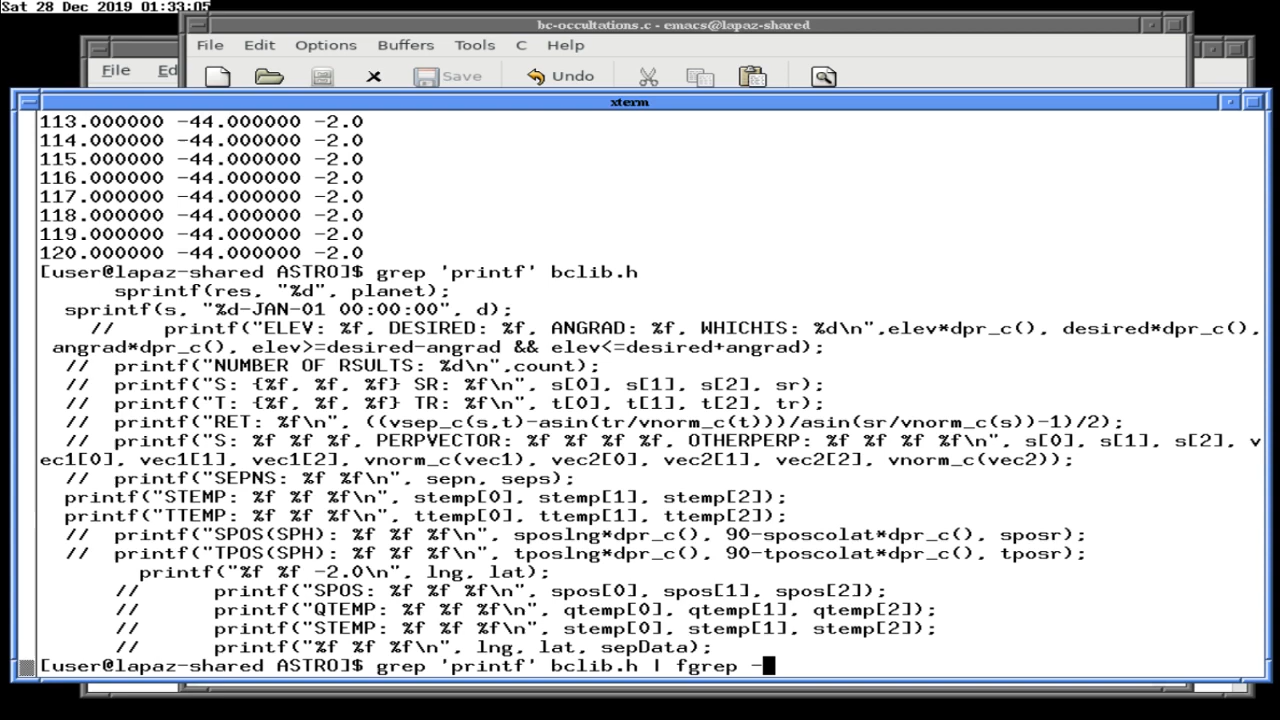 Sat 28 Dec 2019 01:33:05
bc-occultations.c - emacs@lapaz-shared
File Edit Options Buffers Tools C Help
File Ed
Save Undo
xterm
113.000000 -44.000000 -2.0
114.000000 -44.000000 -2.0
115.000000 -44.000000 -2.0
116.000000 -44.000000 -2.0
117.000000 -44.000000 -2.0
118.000000 -44.000000 -2.0
119.000000 -44.000000 -2.0
120.000000 -44.000000 -2.0
[user@lapaz-shared ASTRO]$ grep 'printf' bclib.h
      sprintf(res, "%d", planet);
  sprintf(s, "%d-JAN-01 00:00:00", d);
    //    printf("ELEV: %f, DESIRED: %f, ANGRAD: %f, WHICHIS: %d\n",elev*dpr_c(), desired*dpr_c(),
 angrad*dpr_c(), elev>=desired-angrad && elev<=desired+angrad);
  //  printf("NUMBER OF RSULTS: %d\n",count);
  //  printf("S: {%f, %f, %f} SR: %f\n", s[0], s[1], s[2], sr);
  //  printf("T: {%f, %f, %f} TR: %f\n", t[0], t[1], t[2], tr);
  //  printf("RET: %f\n", ((vsep_c(s,t)-asin(tr/vnorm_c(t)))/asin(sr/vnorm_c(s))-1)/2);
  //  printf("S: %f %f %f, PERPVECTOR: %f %f %f %f, OTHERPERP: %f %f %f %f\n", s[0], s[1], s[2], v
ec1[0], vec1[1], vec1[2], vnorm_c(vec1), vec2[0], vec2[1], vec2[2], vnorm_c(vec2));
  //  printf("SEPNS: %f %f\n", sepn, seps);
  printf("STEMP: %f %f %f\n", stemp[0], stemp[1], stemp[2]);
  printf("TTEMP: %f %f %f\n", ttemp[0], ttemp[1], ttemp[2]);
  //  printf("SPOS(SPH): %f %f %f\n", sposlng*dpr_c(), 90-sposcolat*dpr_c(), sposr);
  //  printf("TPOS(SPH): %f %f %f\n", tposlng*dpr_c(), 90-tposcolat*dpr_c(), tposr);
        printf("%f %f -2.0\n", lng, lat);
      //      printf("SPOS: %f %f %f\n", spos[0], spos[1], spos[2]);
      //      printf("QTEMP: %f %f %f\n", qtemp[0], qtemp[1], qtemp[2]);
      //      printf("STEMP: %f %f %f\n", stemp[0], stemp[1], stemp[2]);
      //      printf("%f %f %f\n", lng, lat, sepData);
[user@lapaz-shared ASTRO]$ grep 'printf' bclib.h | fgrep -